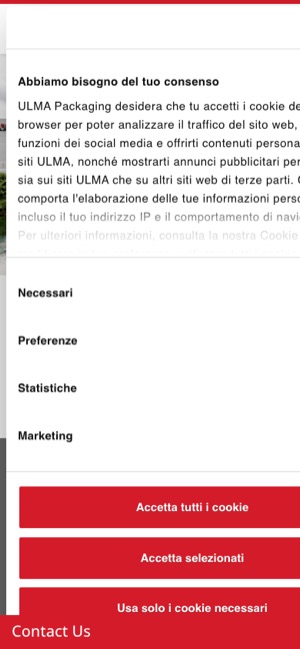 Abbiamo bisogno del tuo consenso
ULMA Packaging desidera che tu accetti i cookie de
browser per poter analizzare il traffico del sito web,
funzioni dei social media e offrirti contenuti persona
siti ULMA, nonché mostrarti annunci pubblicitari per
sia sui siti ULMA che su altri siti web di terze parti.
comporta l'elaborazione delle tue informazioni perso
incluso il tuo indirizzo IP e il comportamento di navi
Per ulteriori informazioni, consulta la nostra Cookie
Necessari
Preferenze
Statistiche
Marketing
Accetta tutti i cookie
Accetta selezionati
Usa solo i cookie necessari
Contact Us